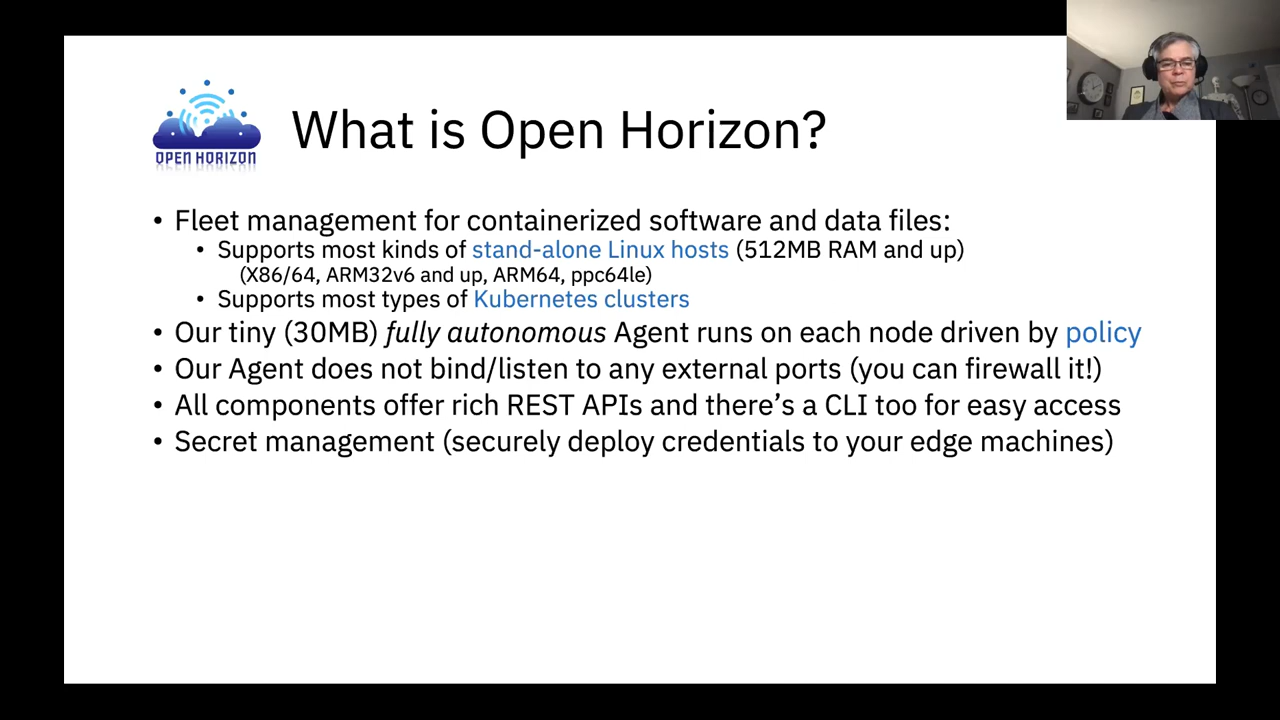 OPEN HORIZON
What is Open Horizon?
• Fleet management for containerized software and data files:
• Supports most kinds of stand-alone Linux hosts (512MB RAM and up)
(X86/64, ARM32v6 and up, ARM64, ppc64le)
• Supports most types of Kubernetes clusters
• Our tiny (30MB) fully autonomous Agent runs on each node driven by policy
• Our Agent does not bind/listen to any external ports (you can firewall it!)
• All components offer rich REST APIs and there’s a CLI too for easy access
• Secret management (securely deploy credentials to your edge machines)